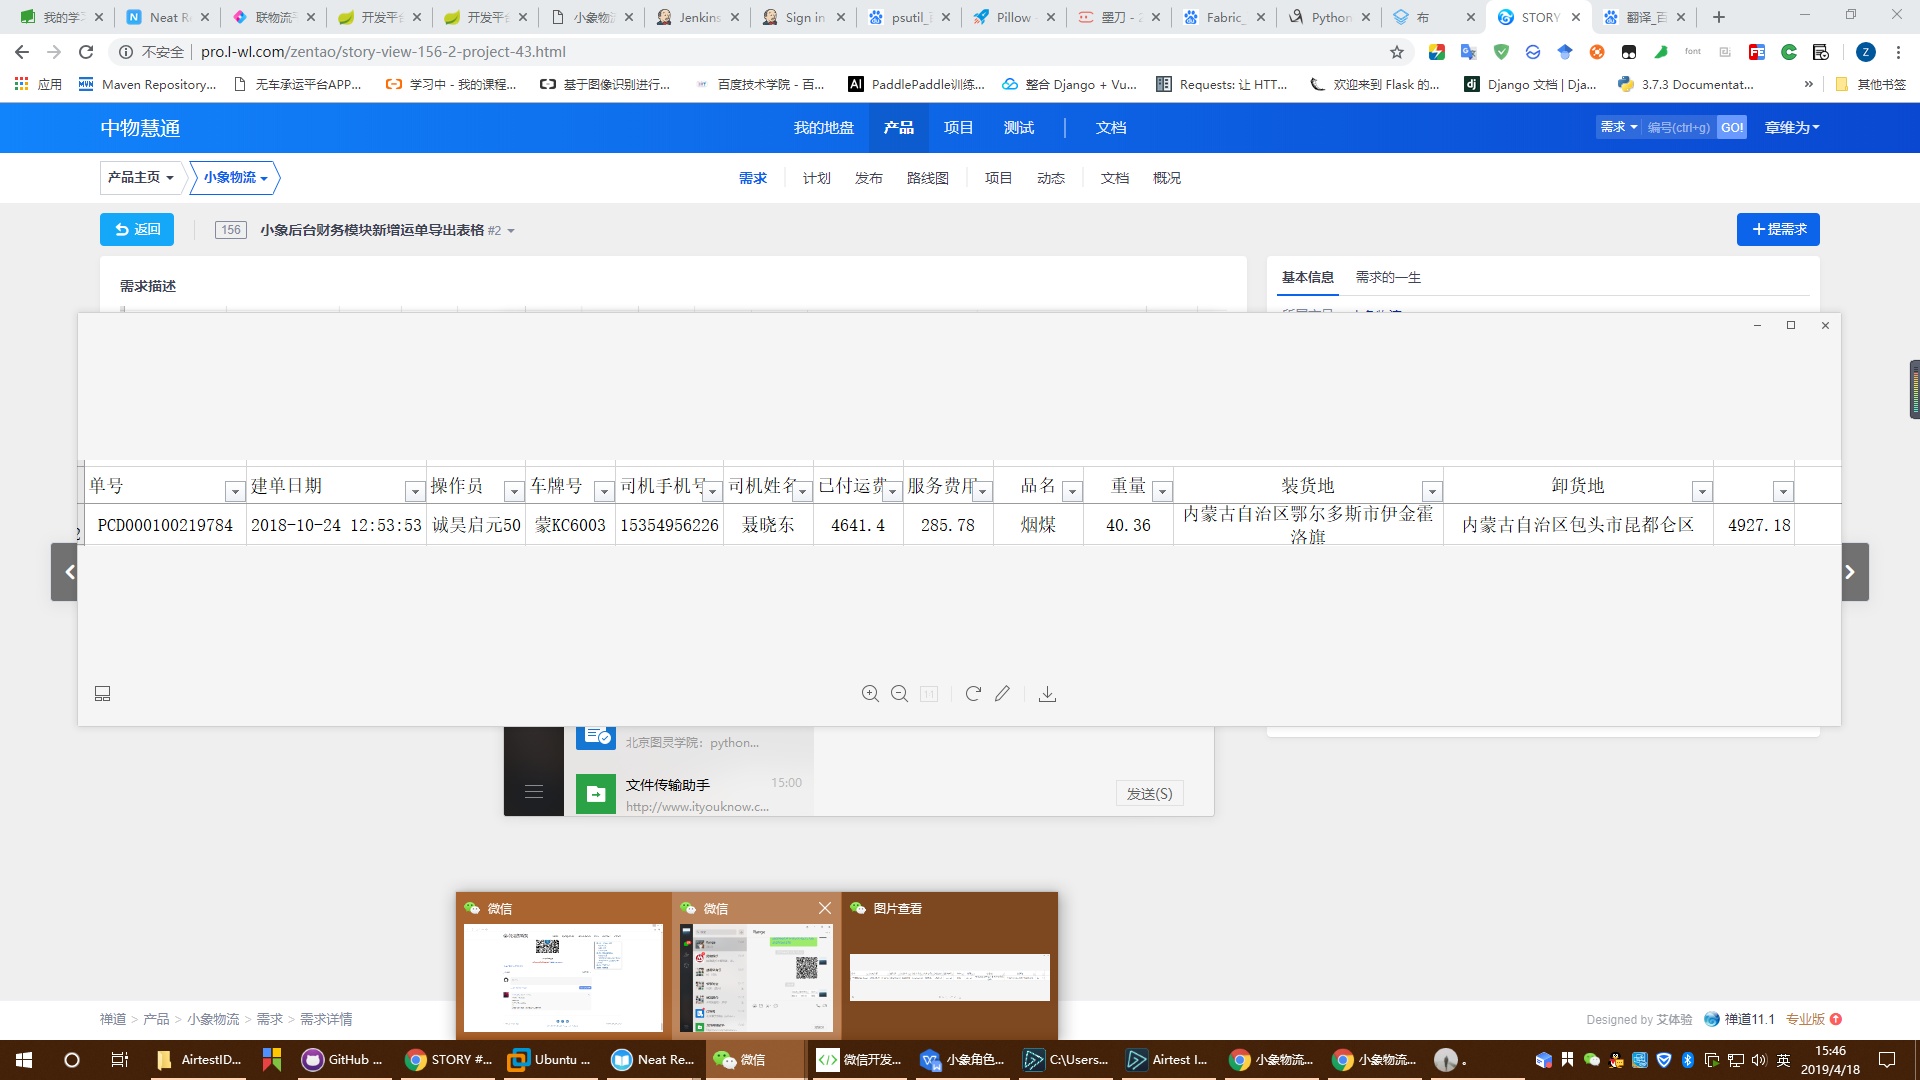 我的学
Neat R
联物流
开发平
开发平
小象物
Jenkins
Sign in
psutil_
Pillow
墨刀 -
Fabric_
Python
布
STORY
翻译_百
不安全
pro.l-wl.com/zentao/story-view-156-2-project-43.html
应用
Maven Repository...
无车承运平台APP...
学习中 - 我的课程...
基于图像识别进行...
百度技术学院 - 百...
PaddlePaddle训练...
整合 Django + Vu...
Requests: 让 HTT...
欢迎来到 Flask 的...
Django 文档 | Dja...
3.7.3 Documentat...
»
其他书签
中物慧通
我的地盘
产品
项目
测试
文档
需求
编号(ctrl+g)
GO!
章维为
产品主页
小象物流
需求
计划
发布
路线图
项目
动态
文档
概况
返回
156
小象后台财务模块新增运单导出表格 #2
提需求
需求描述
基本信息
需求的一生
单号
建单日期
操作员
车牌号
司机手机号
司机姓名
已付运费
服务费用
品名
重量
装货地
卸货地
PCD000100219784
2018-10-24 12:53:53
诚昊启元50
蒙KC6003
15354956226
聂晓东
4641.4
285.78
烟煤
40.36
内蒙古自治区鄂尔多斯市伊金霍
洛旗
内蒙古自治区包头市昆都仑区
4927.18
1:1
北京图灵学院: python...
文件传输助手
15:00
http://www.ityouknow.c...
发送(S)
微信
微信
图片查看
禅道 > 产品 > 小象物流 > 需求 > 需求详情
Designed by 艾体验
禅道11.1
专业版
AirtestID...
GitHub ...
STORY #...
Ubuntu ...
Neat Re...
微信
微信开发...
小象角色...
C:\Users...
Airtest I...
小象物流...
小象物流...
英
15:46
2019/4/18